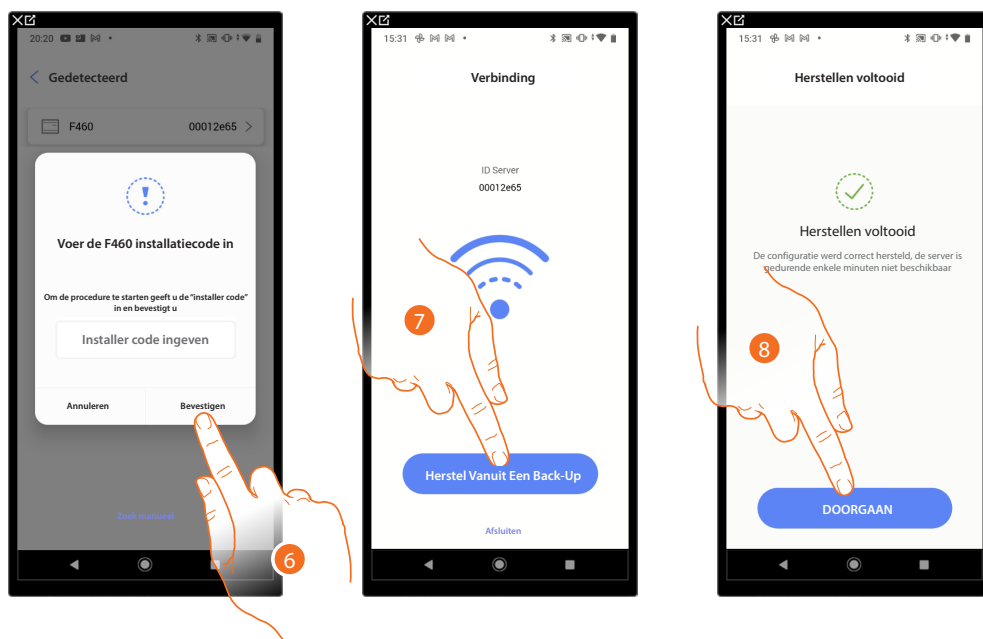 20:20
Gedetecteerd
F460 00012e65
Voer de F460 installatiecode in
Om de procedure te starten geeft u de “installer code”
in en bevestigt u
Installer code ingeven
Annuleren Bevestigen
Zoek manueel
6
15:31
Verbinding
ID Server
00012e65
7
Herstel Vanuit Een Back-Up
Afsluiten
15:31
Herstellen voltooid
Herstellen voltooid
De configuratie werd correct hersteld, de server is
gedurende enkele minuten niet beschikbaar
8
DOORGAAN